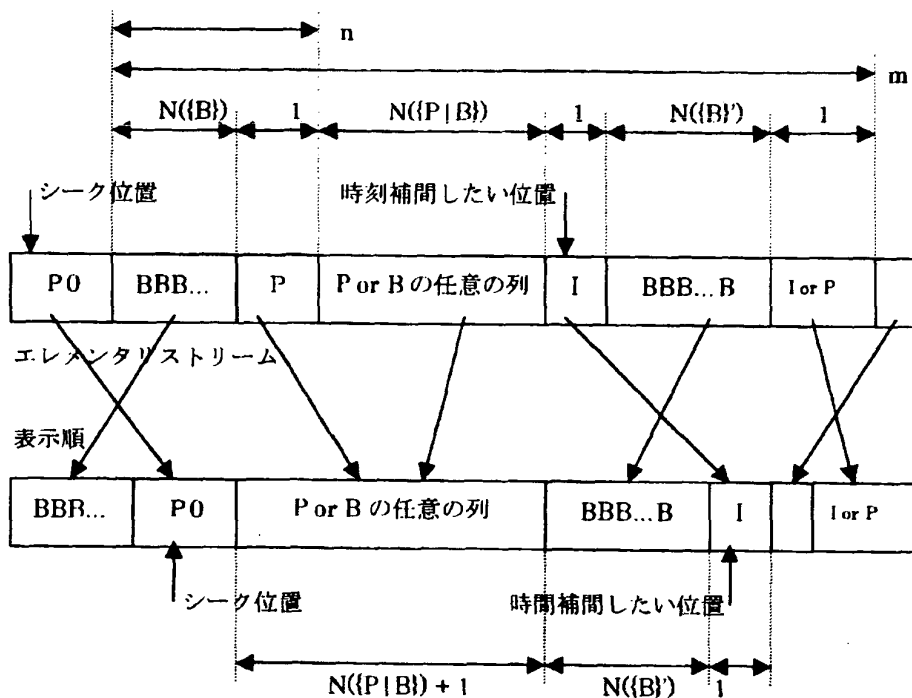 n
m
N({B}) 1 N({P|B}) 1 N({B}') 1
シーク位置 時刻補間したい位置
P0 BBB... P P or B の任意の列 I BBB...B I or P
エレメンタリストリーム
表示順
BBB... P0 P or B の任意の列 BBB...B I I or P
シーク位置 時間補間したい位置
N({P|B}) + 1 N({B}') 1